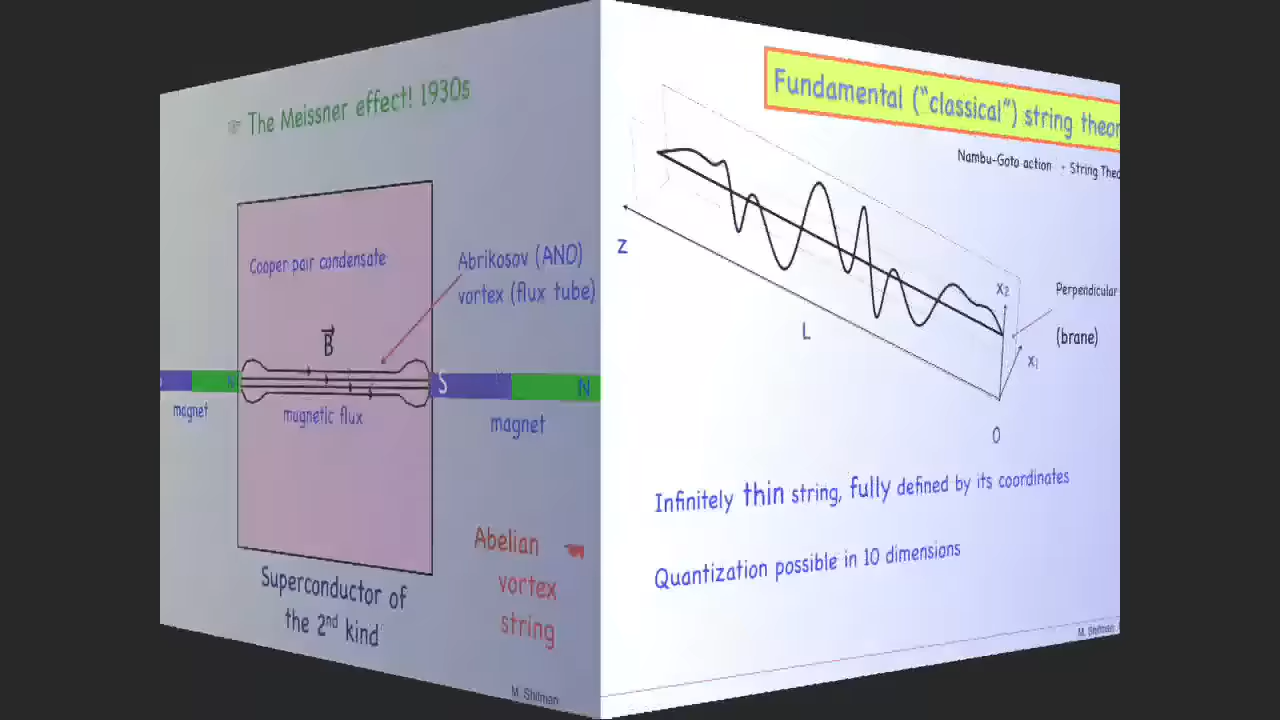 ☞ The Meissner effect! 1930s
Cooper pair condensate
Abrikosov (ANO)
vortex (flux tube)
B
N
S
N
magnet
magnetic flux
magnet
Abelian
vortex
string
Superconductor of
the 2nd kind
M. Shifman
Fundamental ("classical") string theor
Nambu-Goto action
String Theo
Z
L
X2
X1
O
Perpendicular
(brane)
Infinitely thin string, fully defined by its coordinates
Quantization possible in 10 dimensions
M. Shifman